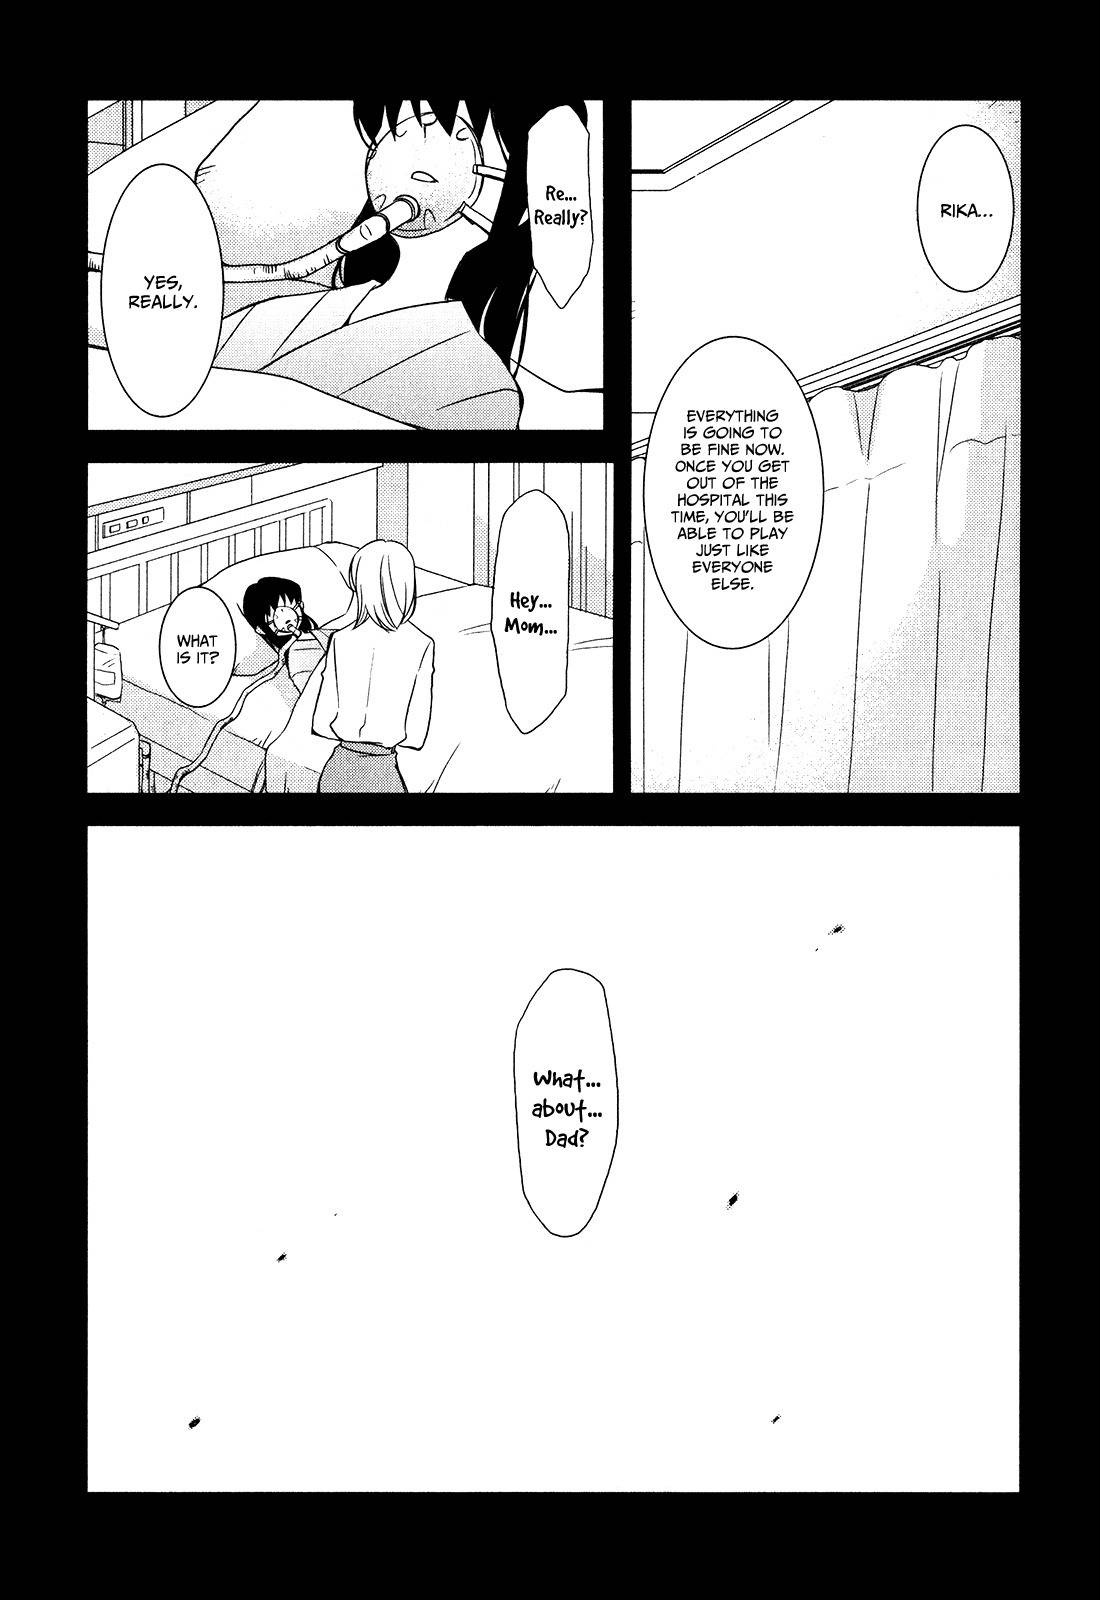 RIKA...
EVERYTHING
IS GOING TO
BE FINE NOW.
ONCE YOU GET
OUT OF THE
HOSPITAL THIS
TIME, YOU'LL BE
ABLE TO PLAY
JUST LIKE
EVERYONE
ELSE.
Re...
Really?
YES,
REALLY.
Hey...
Mom...
WHAT
IS IT?
What...
about...
Dad?